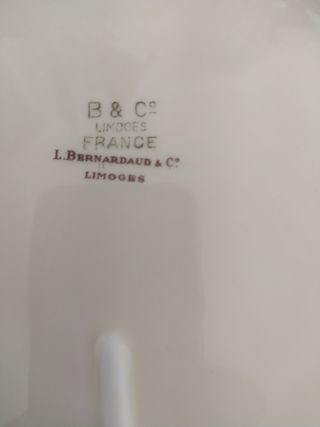 B & Co
LIMOGES
FRANCE
L. BERNARDAUD & Co
LIMOGES